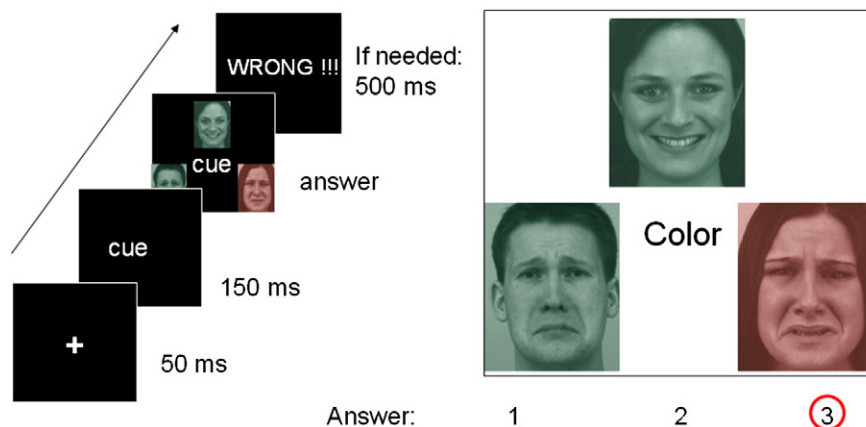 WRONG !!!
If needed:
500 ms
cue
answer
cue
150 ms
+
50 ms
Color
Answer: 1 2 3